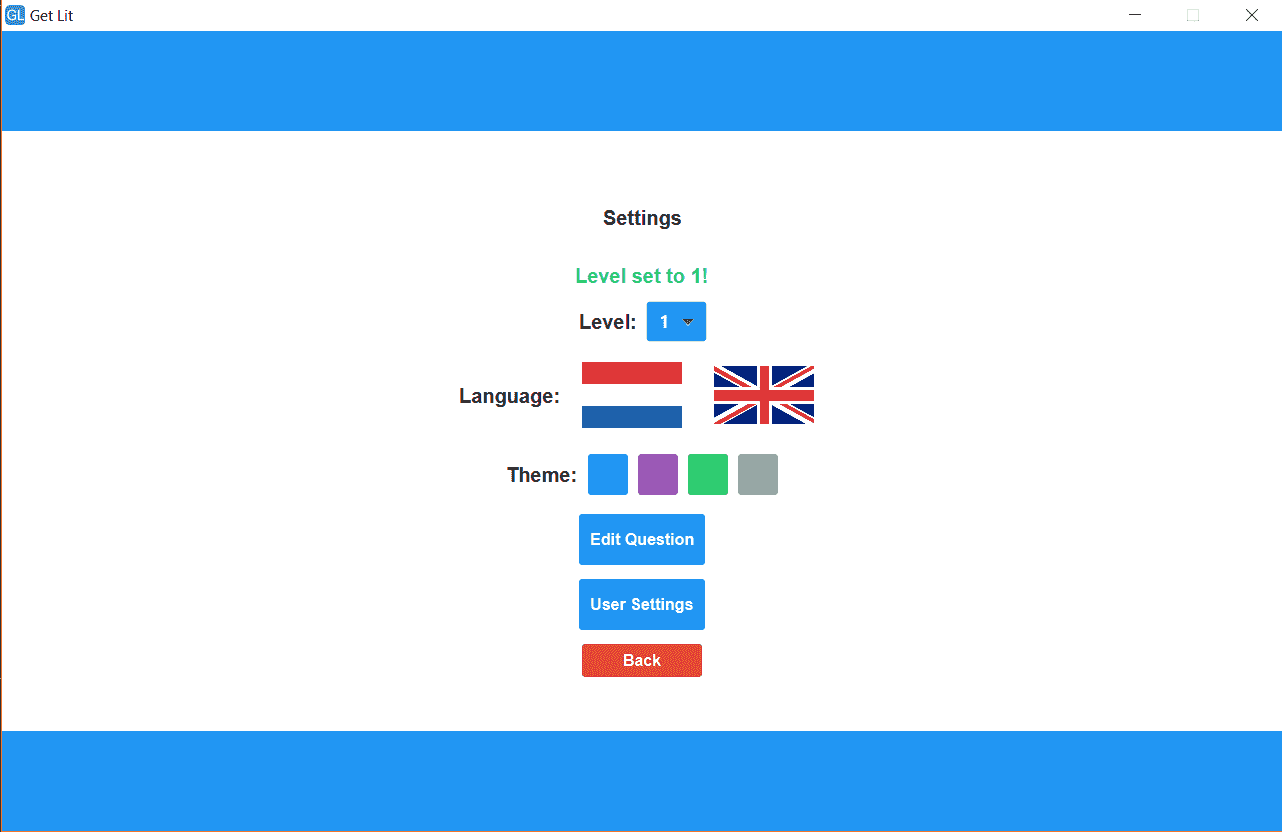 GL Get Lit
Settings
Level set to 1!
Level: 1
Language:
Theme:
Edit Question
User Settings
Back